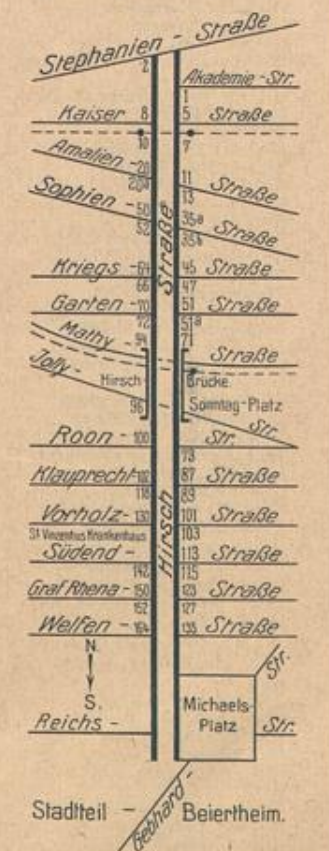 Stephanien - Straße
2
Akademie - Str.
1
Kaiser 8 5 Straße
10 7
Amalien - 20
20a 11 Straße
Sophien - 13
50 35a Straße
52 35b
Kriegs - 64 45 Straße
66 47
Garten - 70 51 Straße
72 51a
Mathy - 94 71 Straße
Jolly - Hirsch Brücke
96 Sonntag-Platz
Str.
Roon - 100 Str.
73
Klauprecht- 102 87 Straße
118 89
Vorholz - 130 101 Straße
St Vinzentius Krankenhaus 103
Südend - 113 Straße
142 115
Graf Rhena - 150 123 Straße
152 127
Welfen - 164 135 Straße
Hirsch Straße
N.
S.
Str.
Michaels-
Platz
Reichs - Str.
Gebhard -
Stadtteil - Beiertheim.